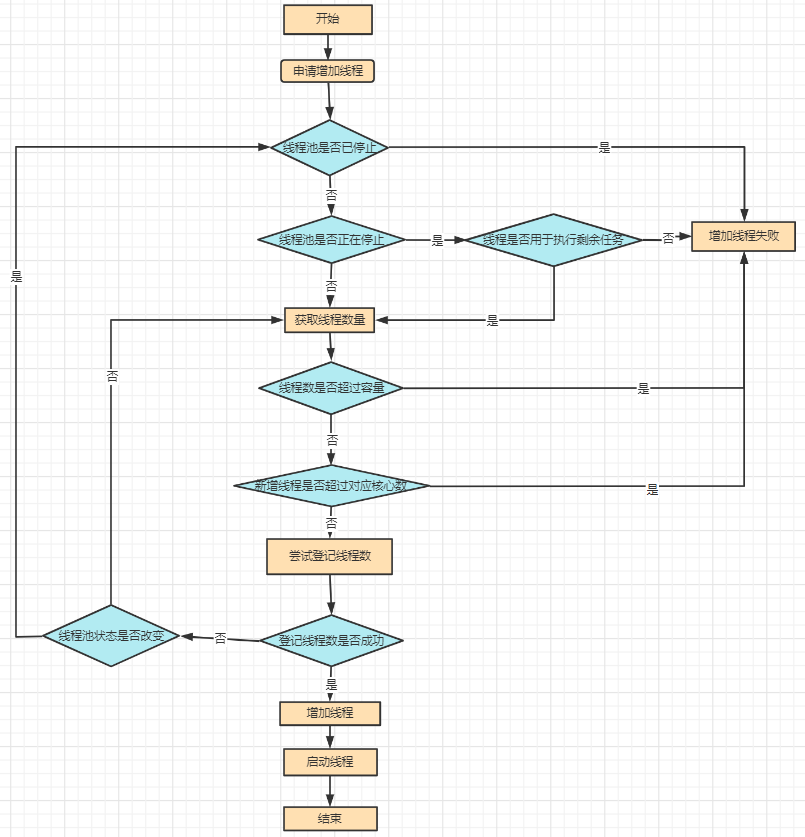 开始
申请增加线程
线程池是否已停止
是
否
线程池是否正在停止
是
线程是否用于执行剩余任务
否
增加线程失败
是
否
获取线程数量
是
否
线程数是否超过容量
是
否
新增线程是否超过对应核心数
是
否
尝试登记线程数
线程池状态是否改变
否
登记线程数是否成功
是
增加线程
启动线程
结束